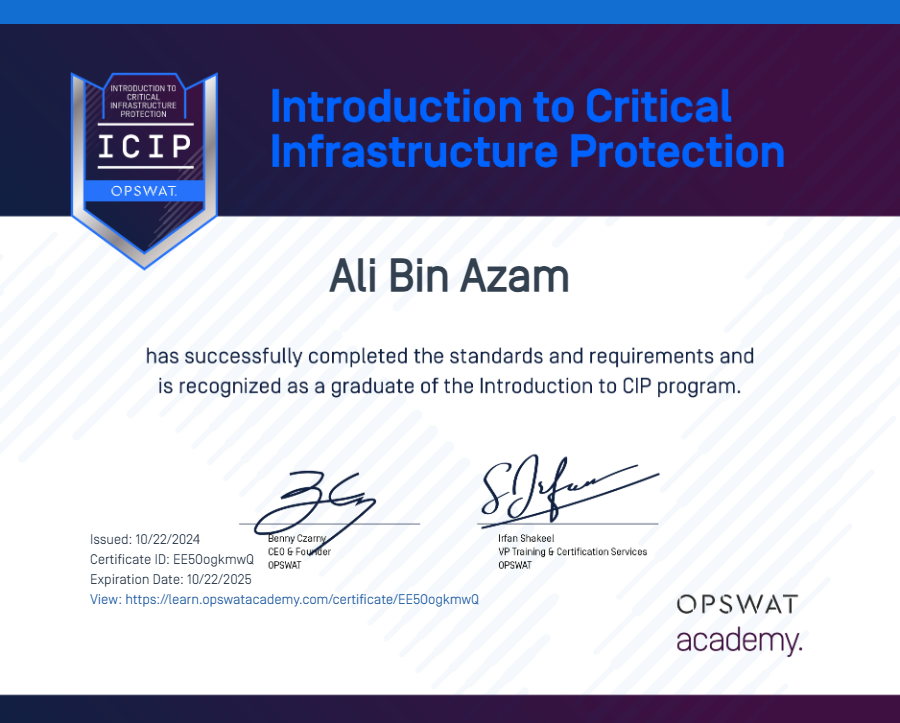 INTRODUCTION TO
CRITICAL
INFRASTRUCTURE
PROTECTION
ICIP
OPSWAT.
Introduction to Critical
Infrastructure Protection
Ali Bin Azam
has successfully completed the standards and requirements and
is recognized as a graduate of the Introduction to CIP program.
Issued: 10/22/2024
Certificate ID: EE50ogkmwQ
Expiration Date: 10/22/2025
View: https://learn.opswatacademy.com/certificate/EE50ogkmwQ
Benny Czarny
CEO & Founder
OPSWAT
Irfan Shakeel
VP Training & Certification Services
OPSWAT
OPSWAT
academy.